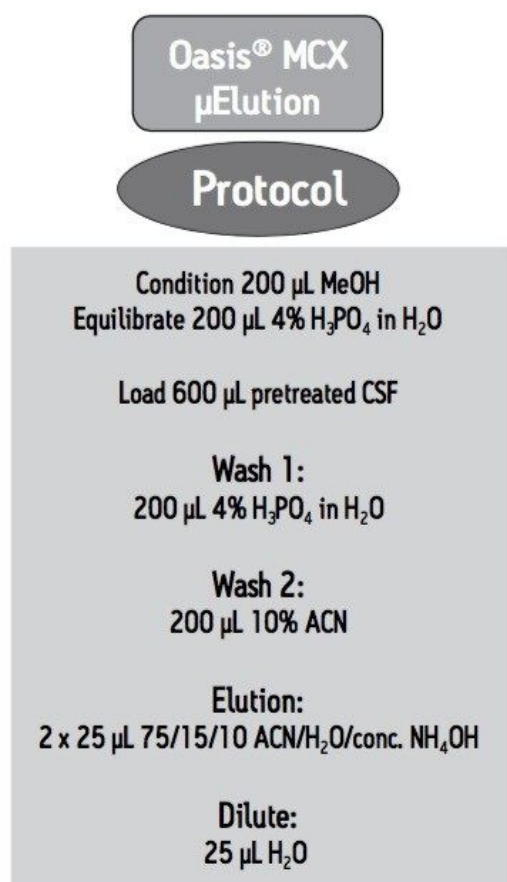 Oasis® MCX
µElution
Protocol
Condition 200 µL MeOH
Equilibrate 200 µL 4% H₃PO₄ in H₂O
Load 600 µL pretreated CSF
Wash 1:
200 µL 4% H₃PO₄ in H₂O
Wash 2:
200 µL 10% ACN
Elution:
2 x 25 µL 75/15/10 ACN/H₂O/conc. NH₄OH
Dilute:
25 µL H₂O